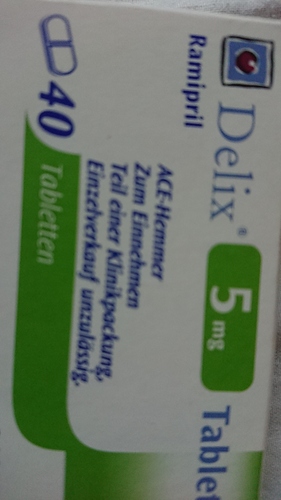 Delix® 5 mg Tablet
Ramipril
ACE-Hemmer
Zum Einnehmen
Teil einer Klinikpackung,
Einzelverkauf unzulässig.
40 Tabletten